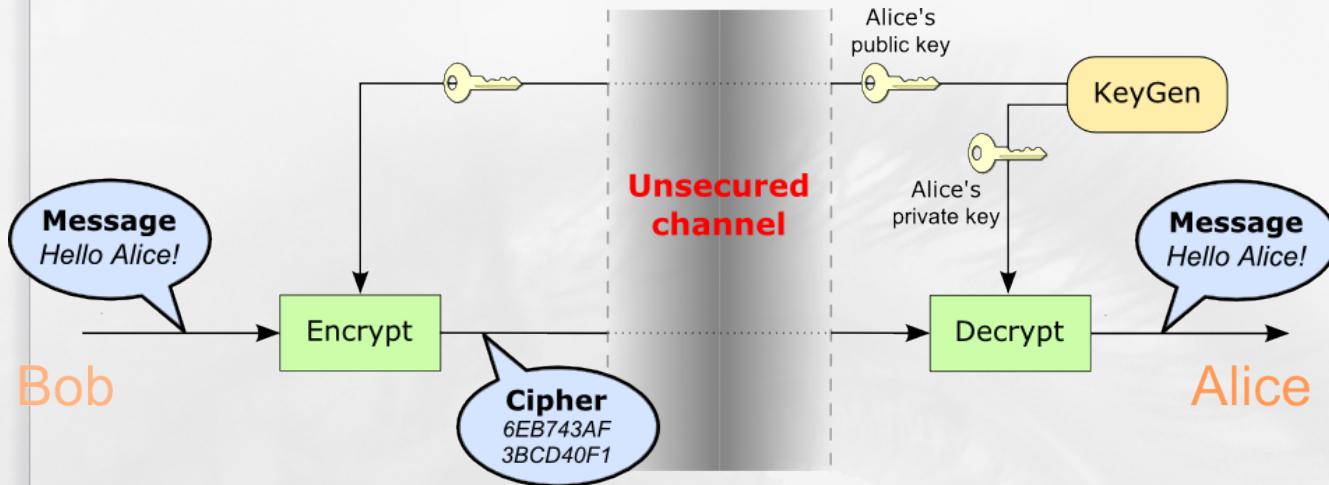 Alice's
public key
KeyGen
Unsecured
channel
Alice's
private key
Message
Hello Alice!
Message
Hello Alice!
Encrypt
Decrypt
Bob
Alice
Cipher
6EB743AF
3BCD40F1